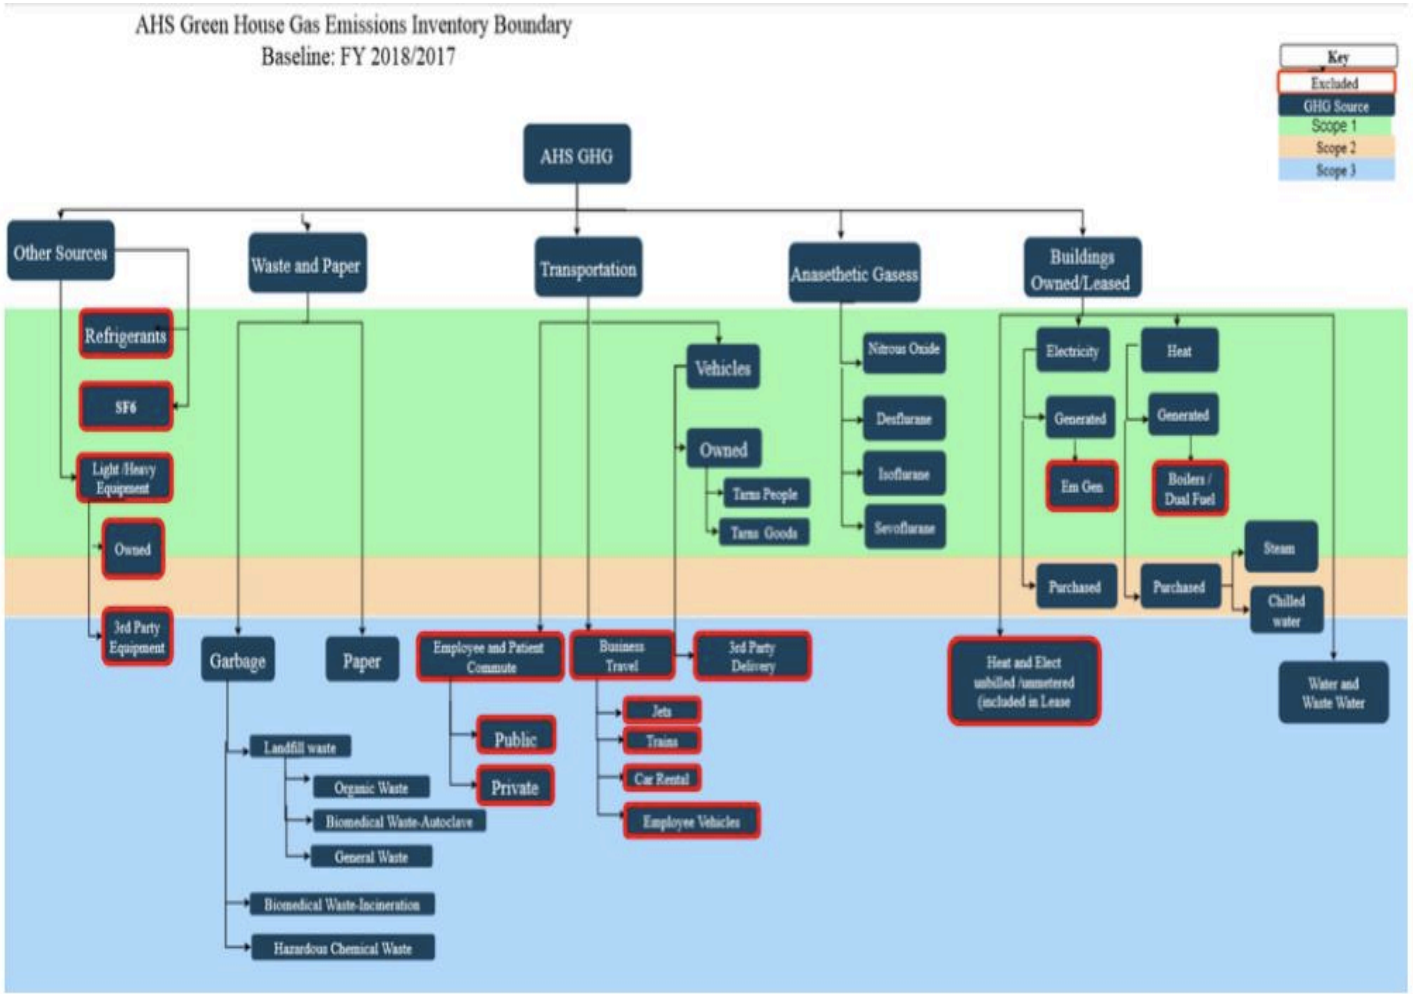 AHS Green House Gas Emissions Inventory Boundary
Baseline: FY 2018/2017
Key
Excluded
GHG Source
Scope 1
Scope 2
Scope 3
AHS GHG
Other Sources
Waste and Paper
Transportation
Anasethetic Gasess
Buildings
Owned/Leased
Refrigerants
SF6
Light /Heavy
Equipment
Owned
3rd Party
Equipment
Garbage
Paper
Landfill waste
Organic Waste
Biomedical Waste-Autoclave
General Waste
Biomedical Waste-Incineration
Hazardous Chemical Waste
Vehicles
Owned
Tarns People
Tarns Goods
Employee and Patient
Commute
Public
Private
Business
Travel
Jets
Trains
Car Rental
Employee Vehicles
3rd Party
Delivery
Nitrous Oxide
Desflurane
Isoflurane
Sevoflurane
Electricity
Generated
Em Gen
Purchased
Heat
Generated
Boilers /
Dual Fuel
Purchased
Steam
Chilled
water
Heat and Elect
unbilled /unmetered
(included in Lease
Water and
Waste Water